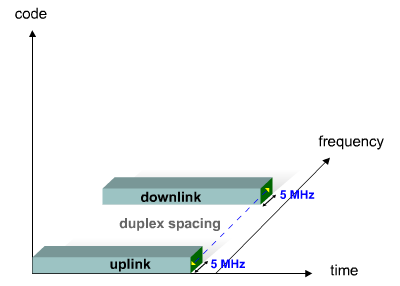 code
frequency
downlink
5 MHz
duplex spacing
uplink
5 MHz
time